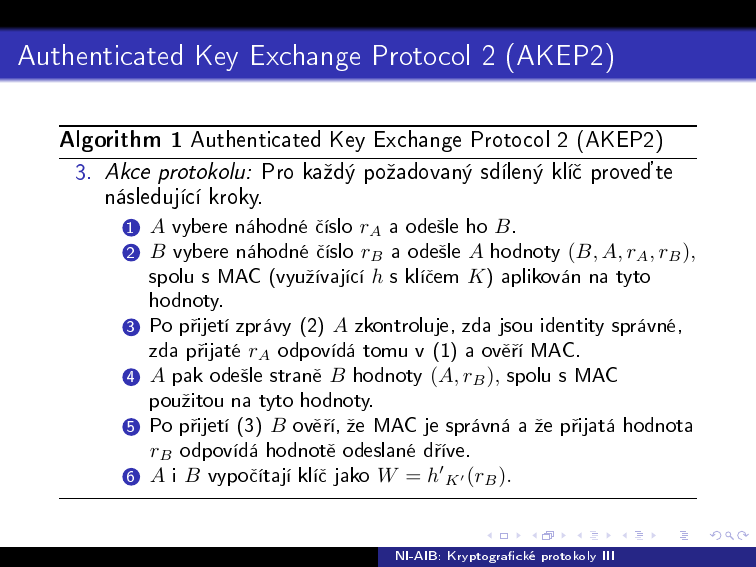 Authenticated Key Exchange Protocol 2 (AKEP2)
Algorithm 1 Authenticated Key Exchange Protocol 2 (AKEP2)
3. Akce protokolu: Pro každý požadovaný sdílený klíč proveďte
následující kroky.
1 A vybere náhodné číslo r_A a odešle ho B.
2 B vybere náhodné číslo r_B a odešle A hodnoty (B, A, r_A, r_B),
spolu s MAC (využívající h s klíčem K) aplikován na tyto
hodnoty.
3 Po přijetí zprávy (2) A zkontroluje, zda jsou identity správné,
zda přijaté r_A odpovídá tomu v (1) a ověří MAC.
4 A pak odešle straně B hodnoty (A, r_B), spolu s MAC
použitou na tyto hodnoty.
5 Po přijetí (3) B ověří, že MAC je správná a že přijatá hodnota
r_B odpovídá hodnotě odeslané dříve.
6 A i B vypočítají klíč jako W = h′_K′(r_B).
NI-AIB: Kryptografické protokoly III